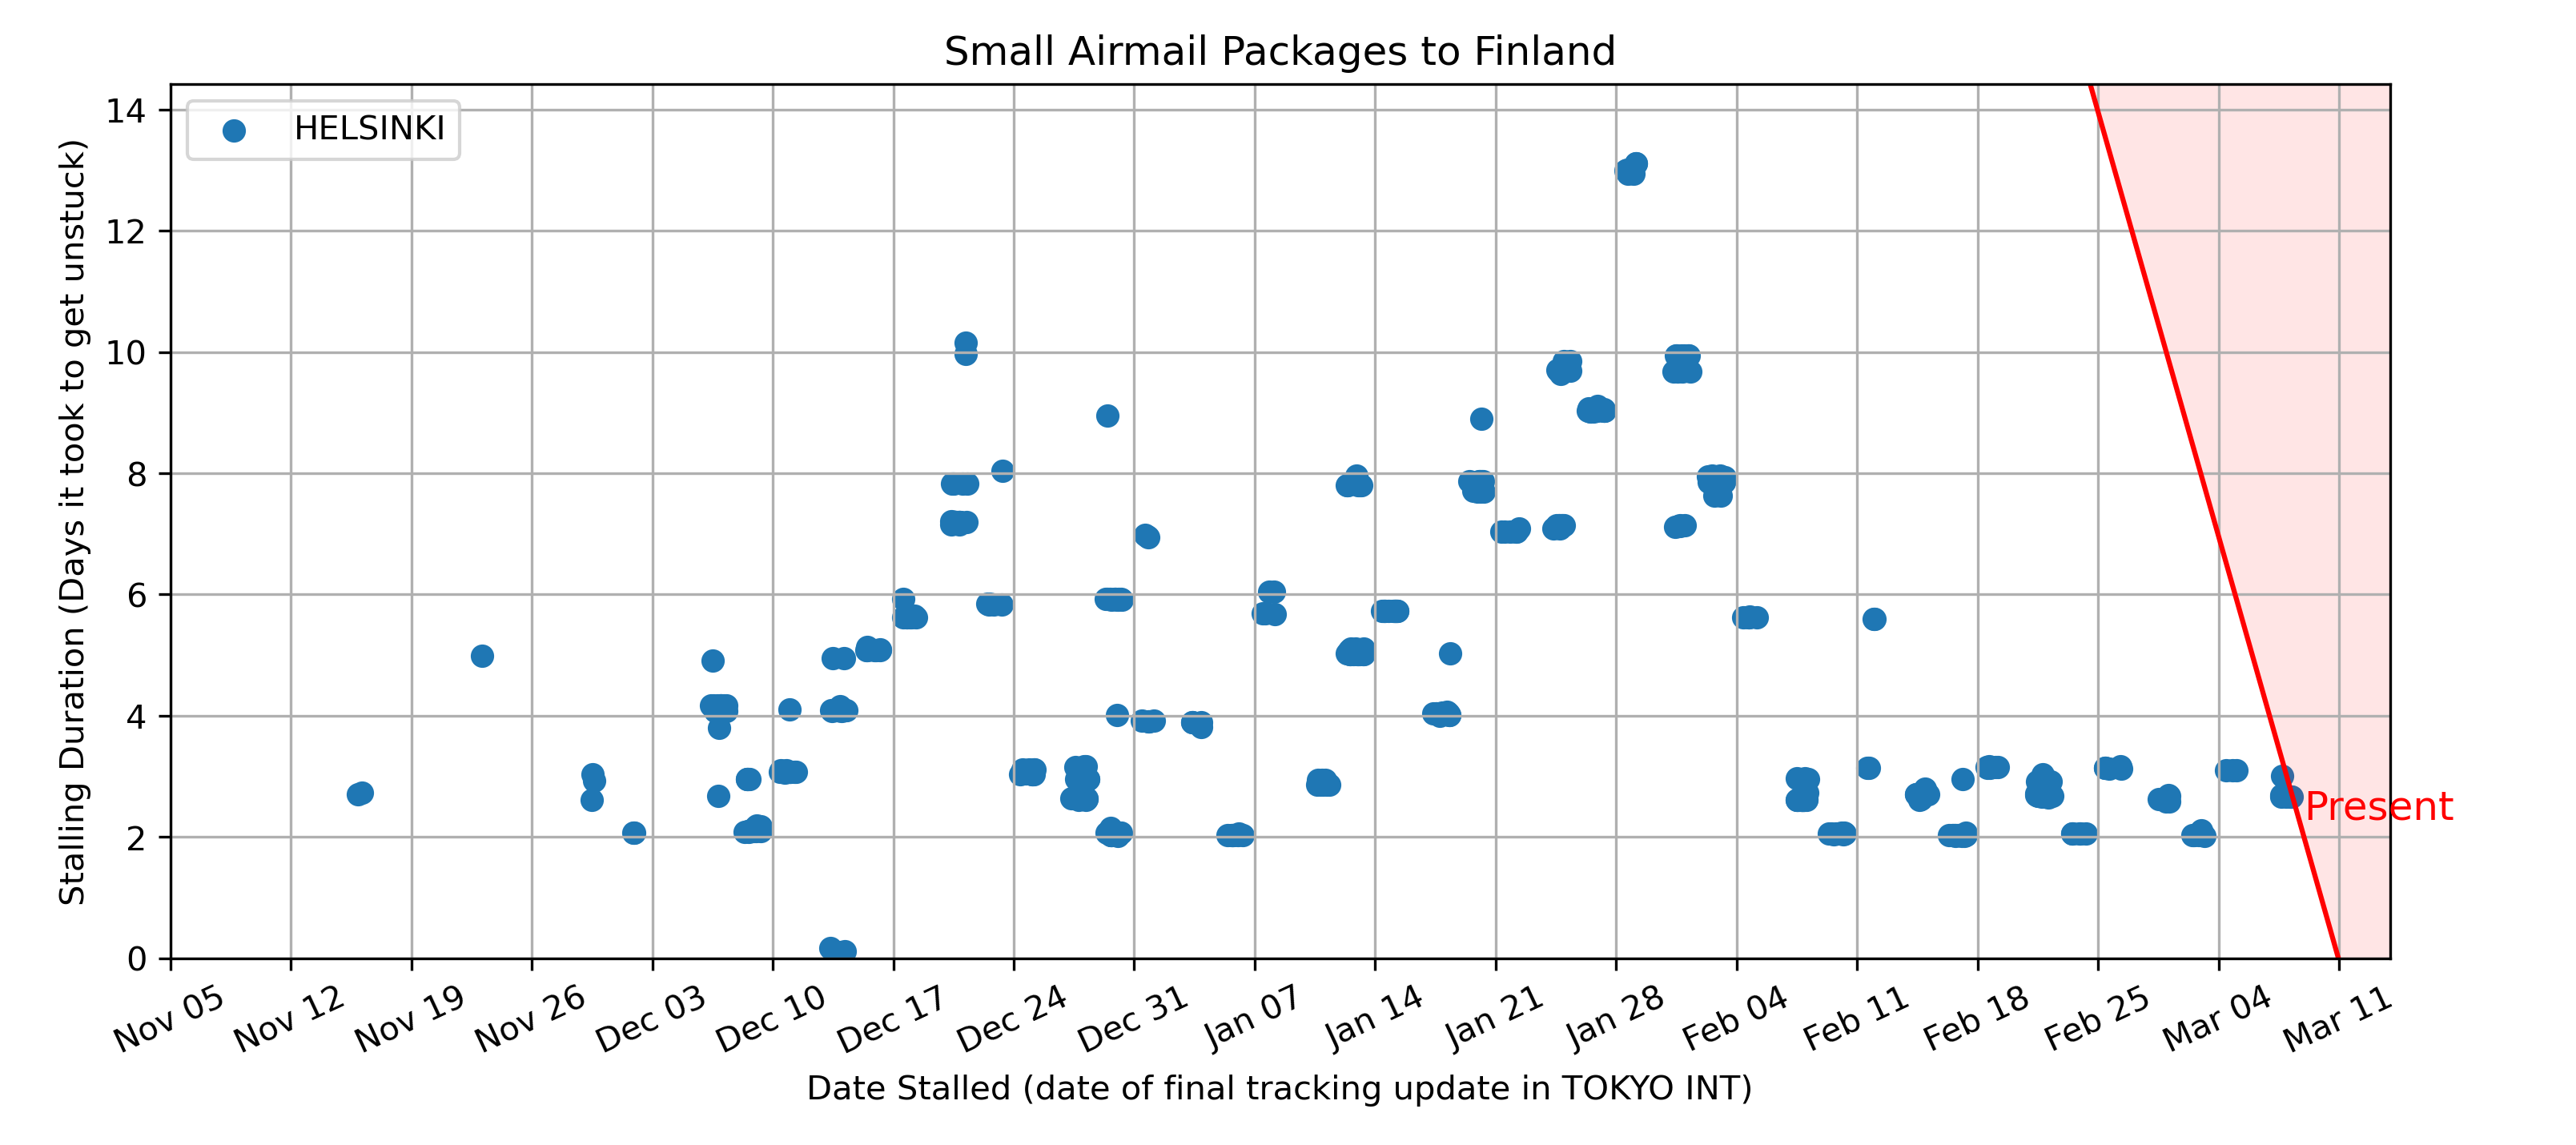 Small Airmail Packages to Finland
HELSINKI
Stalling Duration (Days it took to get unstuck)
14
12
10
8
6
4
2
0
Present
Nov 05
Nov 12
Nov 19
Nov 26
Dec 03
Dec 10
Dec 17
Dec 24
Dec 31
Jan 07
Jan 14
Jan 21
Jan 28
Feb 04
Feb 11
Feb 18
Feb 25
Mar 04
Mar 11
Date Stalled (date of final tracking update in TOKYO INT)